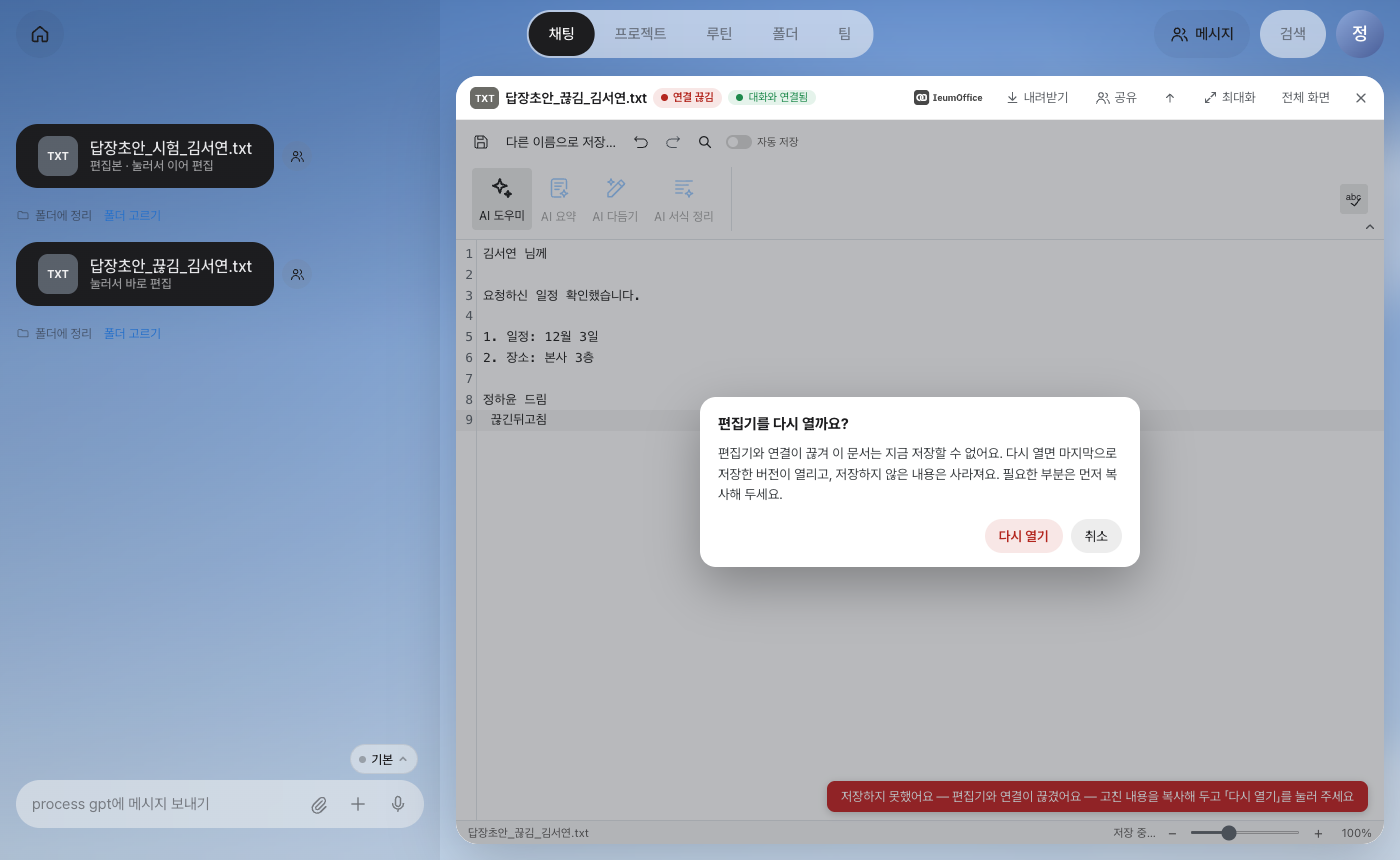 채팅
프로젝트
루틴
폴더
팀
메시지
검색
정
TXT
답장초안_시험_김서연.txt
편집본 · 눌러서 이어 편집
폴더에 정리 폴더 고르기
TXT
답장초안_끊김_김서연.txt
눌러서 바로 편집
폴더에 정리 폴더 고르기
기본
process gpt에 메시지 보내기
TXT 답장초안_끊김_김서연.txt 연결 끊김 대화와 연결됨 IeumOffice 내려받기 공유 최대화 전체 화면
다른 이름으로 저장... 자동 저장
AI 도우미 AI 요약 AI 다듬기 AI 서식 정리
abc
1 김서연 님께
2
3 요청하신 일정 확인했습니다.
4
5 1. 일정: 12월 3일
6 2. 장소: 본사 3층
7
8 정하윤 드림
9 끊긴뒤고침
편집기를 다시 열까요?
편집기와 연결이 끊겨 이 문서는 지금 저장할 수 없어요. 다시 열면 마지막으로
저장한 버전이 열리고, 저장하지 않은 내용은 사라져요. 필요한 부분은 먼저 복
사해 두세요.
다시 열기 취소
저장하지 못했어요 — 편집기와 연결이 끊겼어요 — 고친 내용을 복사해 두고 「다시 열기」를 눌러 주세요
답장초안_끊김_김서연.txt 저장 중... − + 100%